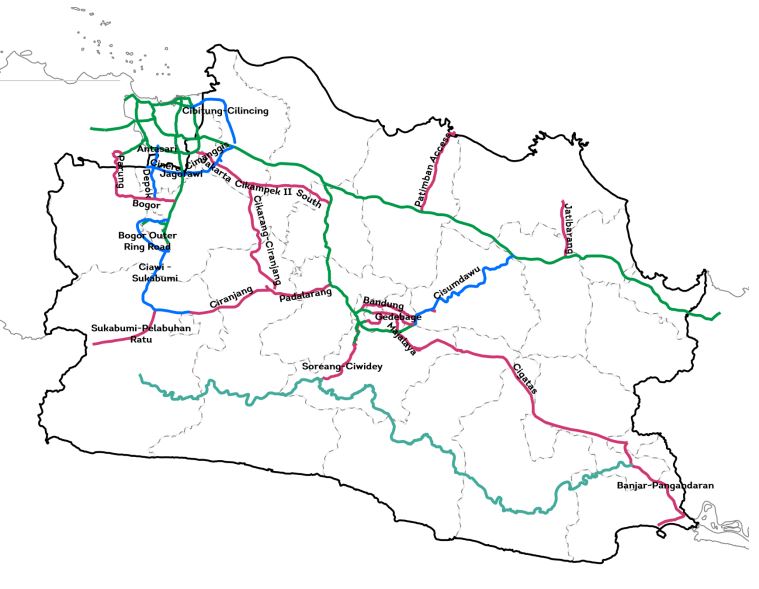 Cibitung-Cilincing
Antasari
Cinere Cimanggis
Jagorawi
Jakarta Cikampek II South
Parung
Depok
Bogor
Patimban Access
Jatibarang
Cikarang-Ciranjang
Bogor Outer
Ring Road
Ciawi -
Sukabumi
Cisumdawu
Ciranjang
Padalarang
Bandung
Gedebage
Majalaya
Sukabumi-Pelabuhan
Ratu
Soreang-Ciwidey
Cigatas
Banjar-Pangandaran